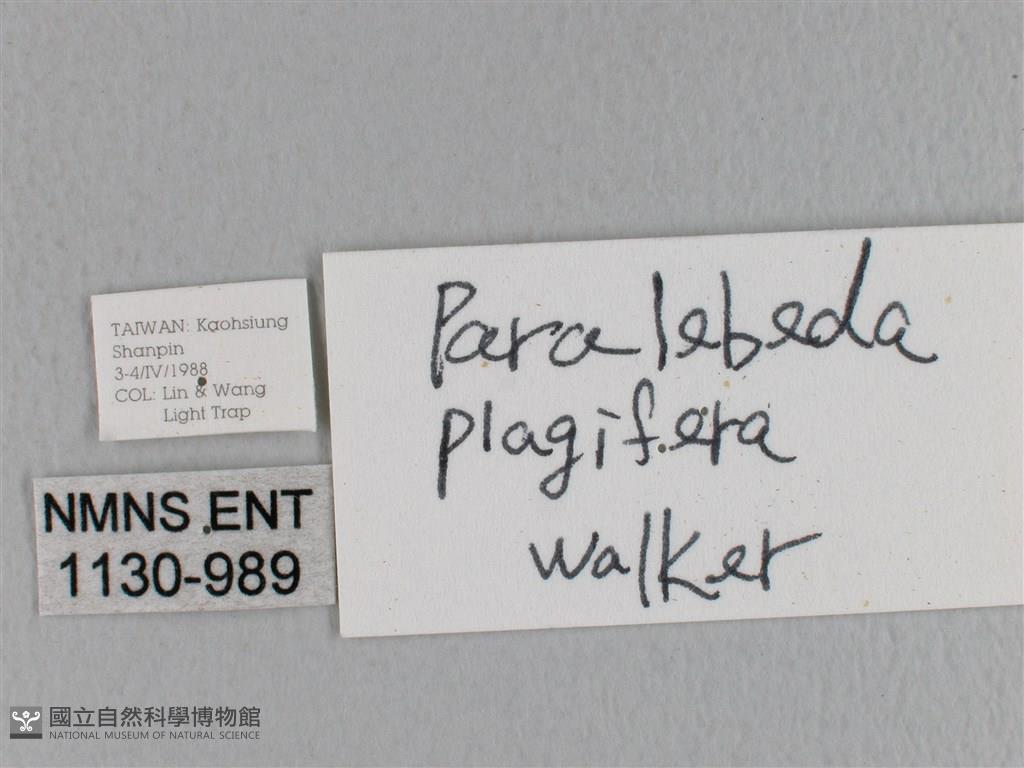 TAIWAN: Kaohsiung
Shanpin
3-4/IV/1988
COL: Lin & Wang
Light Trap
NMNS ENT
1130-989
Paralebeda
plagifera
walker
國立自然科學博物館
NATIONAL MUSEUM OF NATURAL SCIENCE